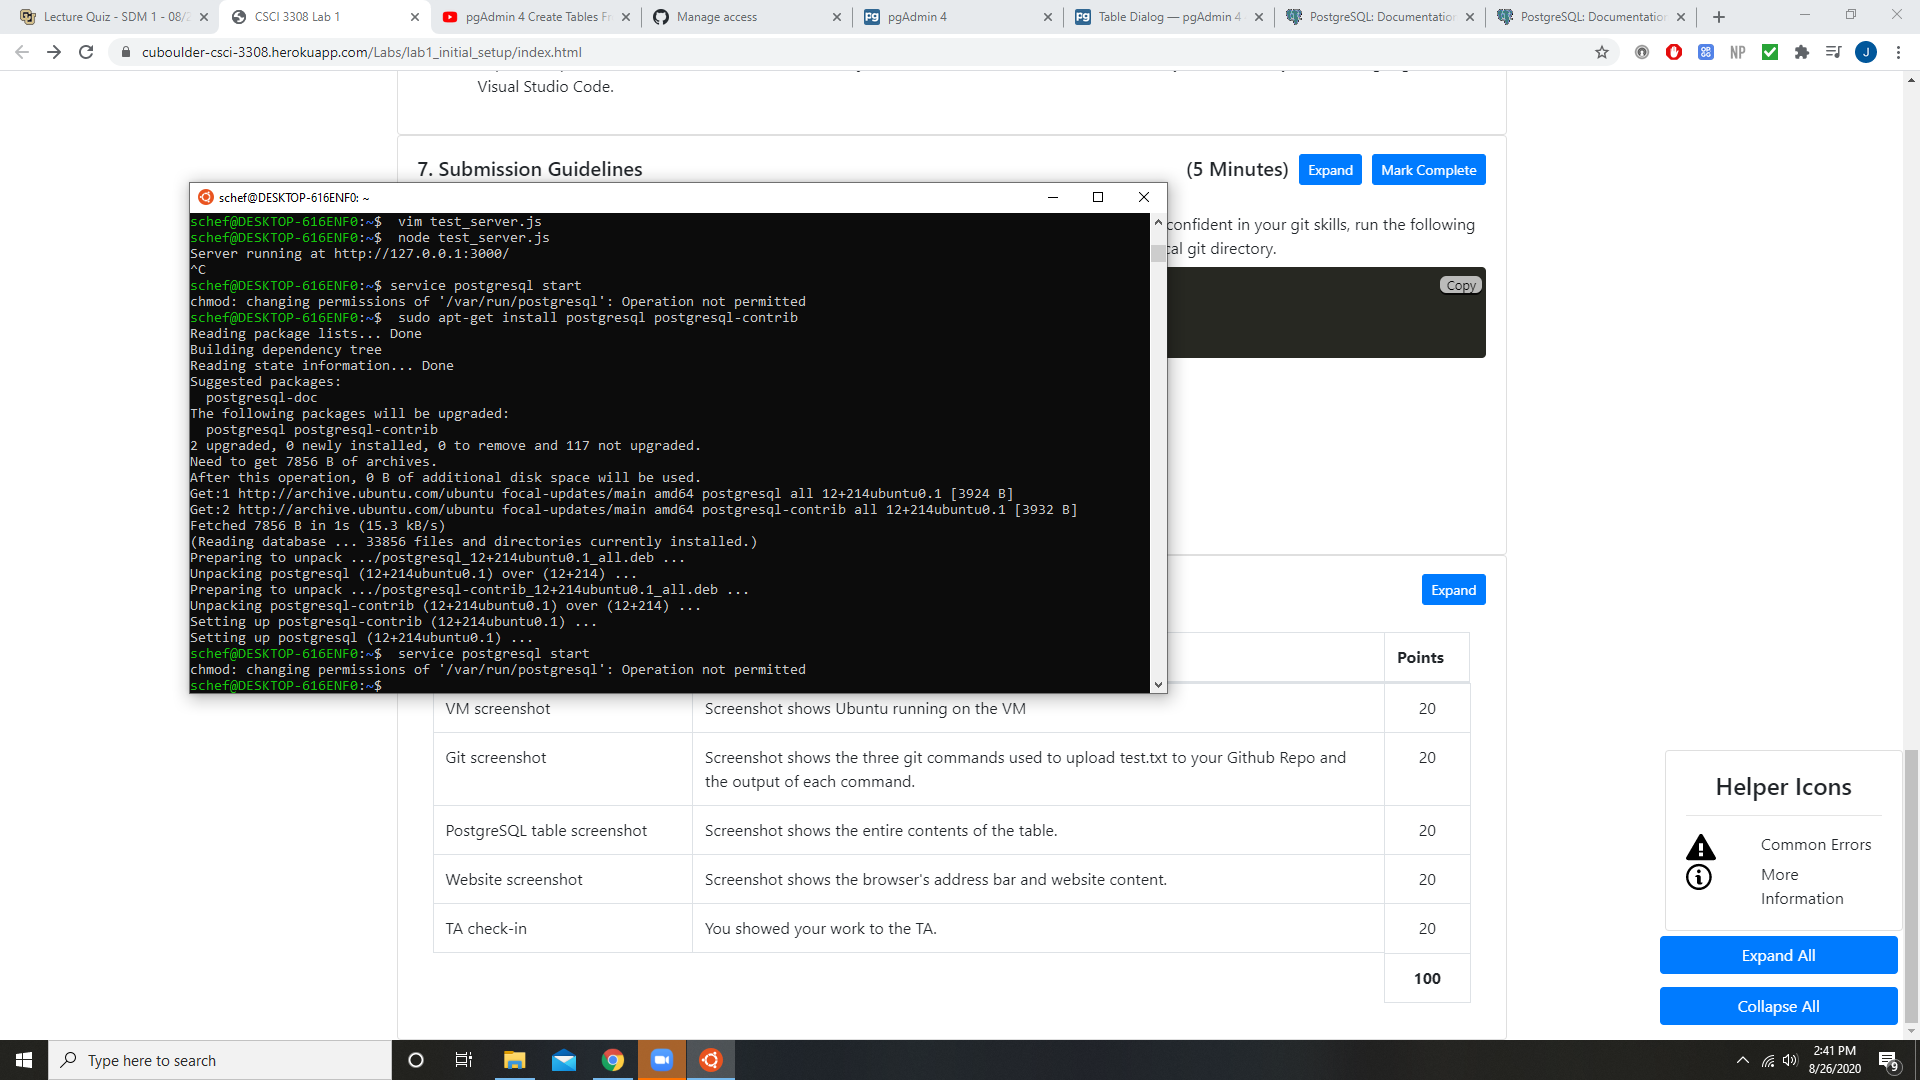 Lecture Quiz - SDM 1 - 08/
CSCI 3308 Lab 1
pgAdmin 4 Create Tables Fr
Manage access
pgAdmin 4
Table Dialog — pgAdmin 4
PostgreSQL: Documentatio
PostgreSQL: Documentatio
cuboulder-csci-3308.herokuapp.com/Labs/lab1_initial_setup/index.html
NP
J
Visual Studio Code.
7. Submission Guidelines
(5 Minutes)
Expand
Mark Complete
schef@DESKTOP-616ENF0: ~
schef@DESKTOP-616ENF0:~$  vim test_server.js
schef@DESKTOP-616ENF0:~$  node test_server.js
Server running at http://127.0.0.1:3000/
^C
schef@DESKTOP-616ENF0:~$ service postgresql start
chmod: changing permissions of '/var/run/postgresql': Operation not permitted
schef@DESKTOP-616ENF0:~$  sudo apt-get install postgresql postgresql-contrib
Reading package lists... Done
Building dependency tree
Reading state information... Done
Suggested packages:
  postgresql-doc
The following packages will be upgraded:
  postgresql postgresql-contrib
2 upgraded, 0 newly installed, 0 to remove and 117 not upgraded.
Need to get 7856 B of archives.
After this operation, 0 B of additional disk space will be used.
Get:1 http://archive.ubuntu.com/ubuntu focal-updates/main amd64 postgresql all 12+214ubuntu0.1 [3924 B]
Get:2 http://archive.ubuntu.com/ubuntu focal-updates/main amd64 postgresql-contrib all 12+214ubuntu0.1 [3932 B]
Fetched 7856 B in 1s (15.3 kB/s)
(Reading database ... 33856 files and directories currently installed.)
Preparing to unpack .../postgresql_12+214ubuntu0.1_all.deb ...
Unpacking postgresql (12+214ubuntu0.1) over (12+214) ...
Preparing to unpack .../postgresql-contrib_12+214ubuntu0.1_all.deb ...
Unpacking postgresql-contrib (12+214ubuntu0.1) over (12+214) ...
Setting up postgresql-contrib (12+214ubuntu0.1) ...
Setting up postgresql (12+214ubuntu0.1) ...
schef@DESKTOP-616ENF0:~$  service postgresql start
chmod: changing permissions of '/var/run/postgresql': Operation not permitted
schef@DESKTOP-616ENF0:~$
confident in your git skills, run the following
cal git directory.
Copy
Expand
Points
VM screenshot
Screenshot shows Ubuntu running on the VM
20
Git screenshot
Screenshot shows the three git commands used to upload test.txt to your Github Repo and
the output of each command.
20
PostgreSQL table screenshot
Screenshot shows the entire contents of the table.
20
Website screenshot
Screenshot shows the browser's address bar and website content.
20
TA check-in
You showed your work to the TA.
20
100
Helper Icons
Common Errors
More
Information
Expand All
Collapse All
Type here to search
2:41 PM
8/26/2020
9